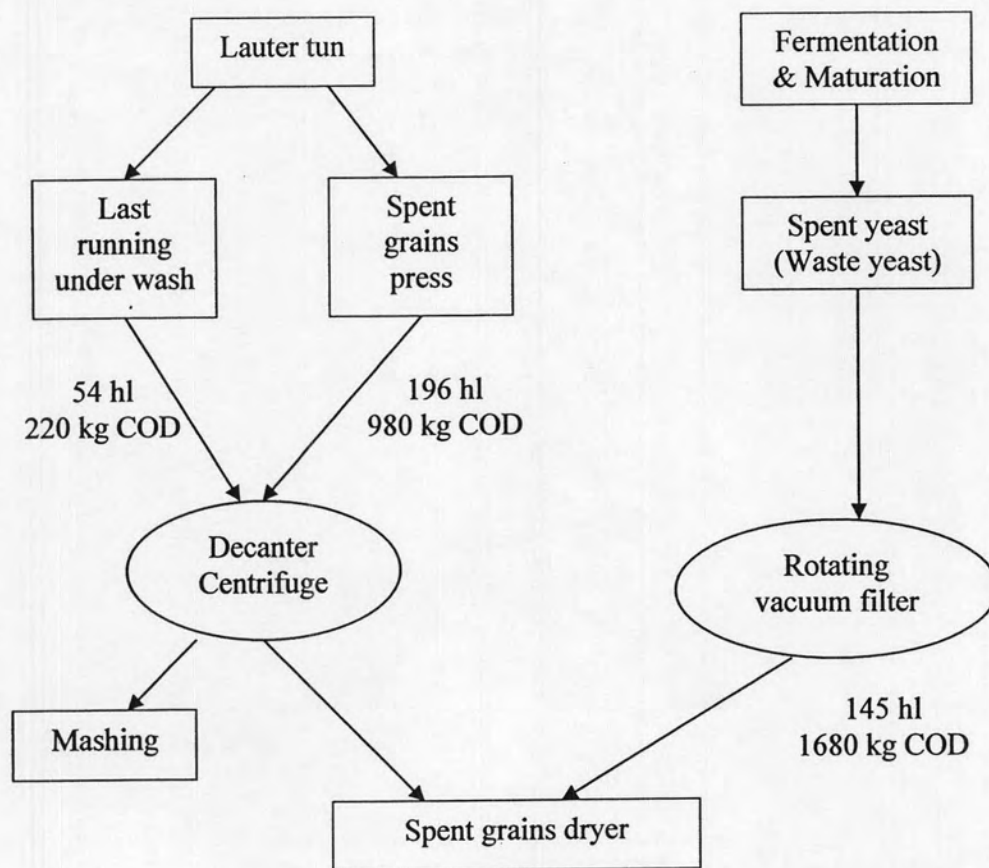 Lauter tun
Fermentation
& Maturation
Last
running
under wash
Spent
grains
press
Spent yeast
(Waste yeast)
54 hl
220 kg COD
196 hl
980 kg COD
Decanter
Centrifuge
Rotating
vacuum filter
Mashing
145 hl
1680 kg COD
Spent grains dryer